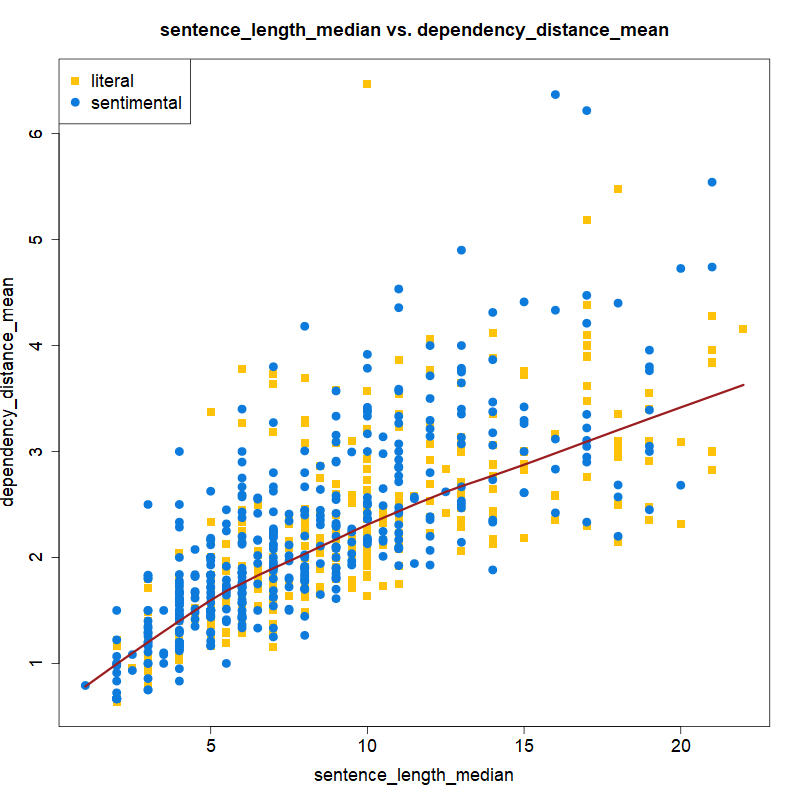 sentence_length_median vs. dependency_distance_mean
literal
sentimental
6
5
4
3
2
1
dependency_distance_mean
5
10
15
20
sentence_length_median